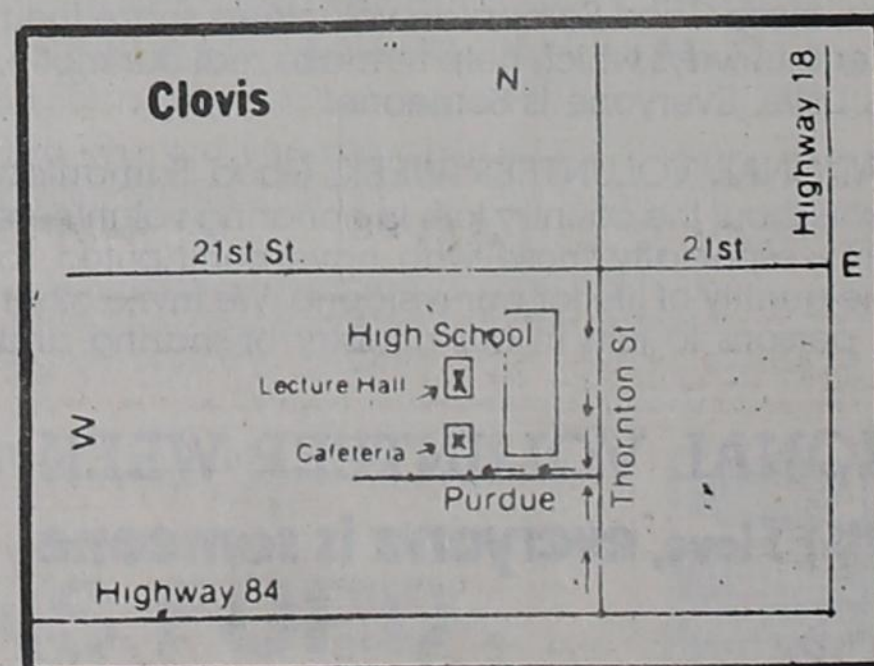 Clovis
N
Highway 18
21st St.
21st
E
High School
Lecture Hall
X
W
Cafeteria
X
Thornton St
Purdue
Highway 84